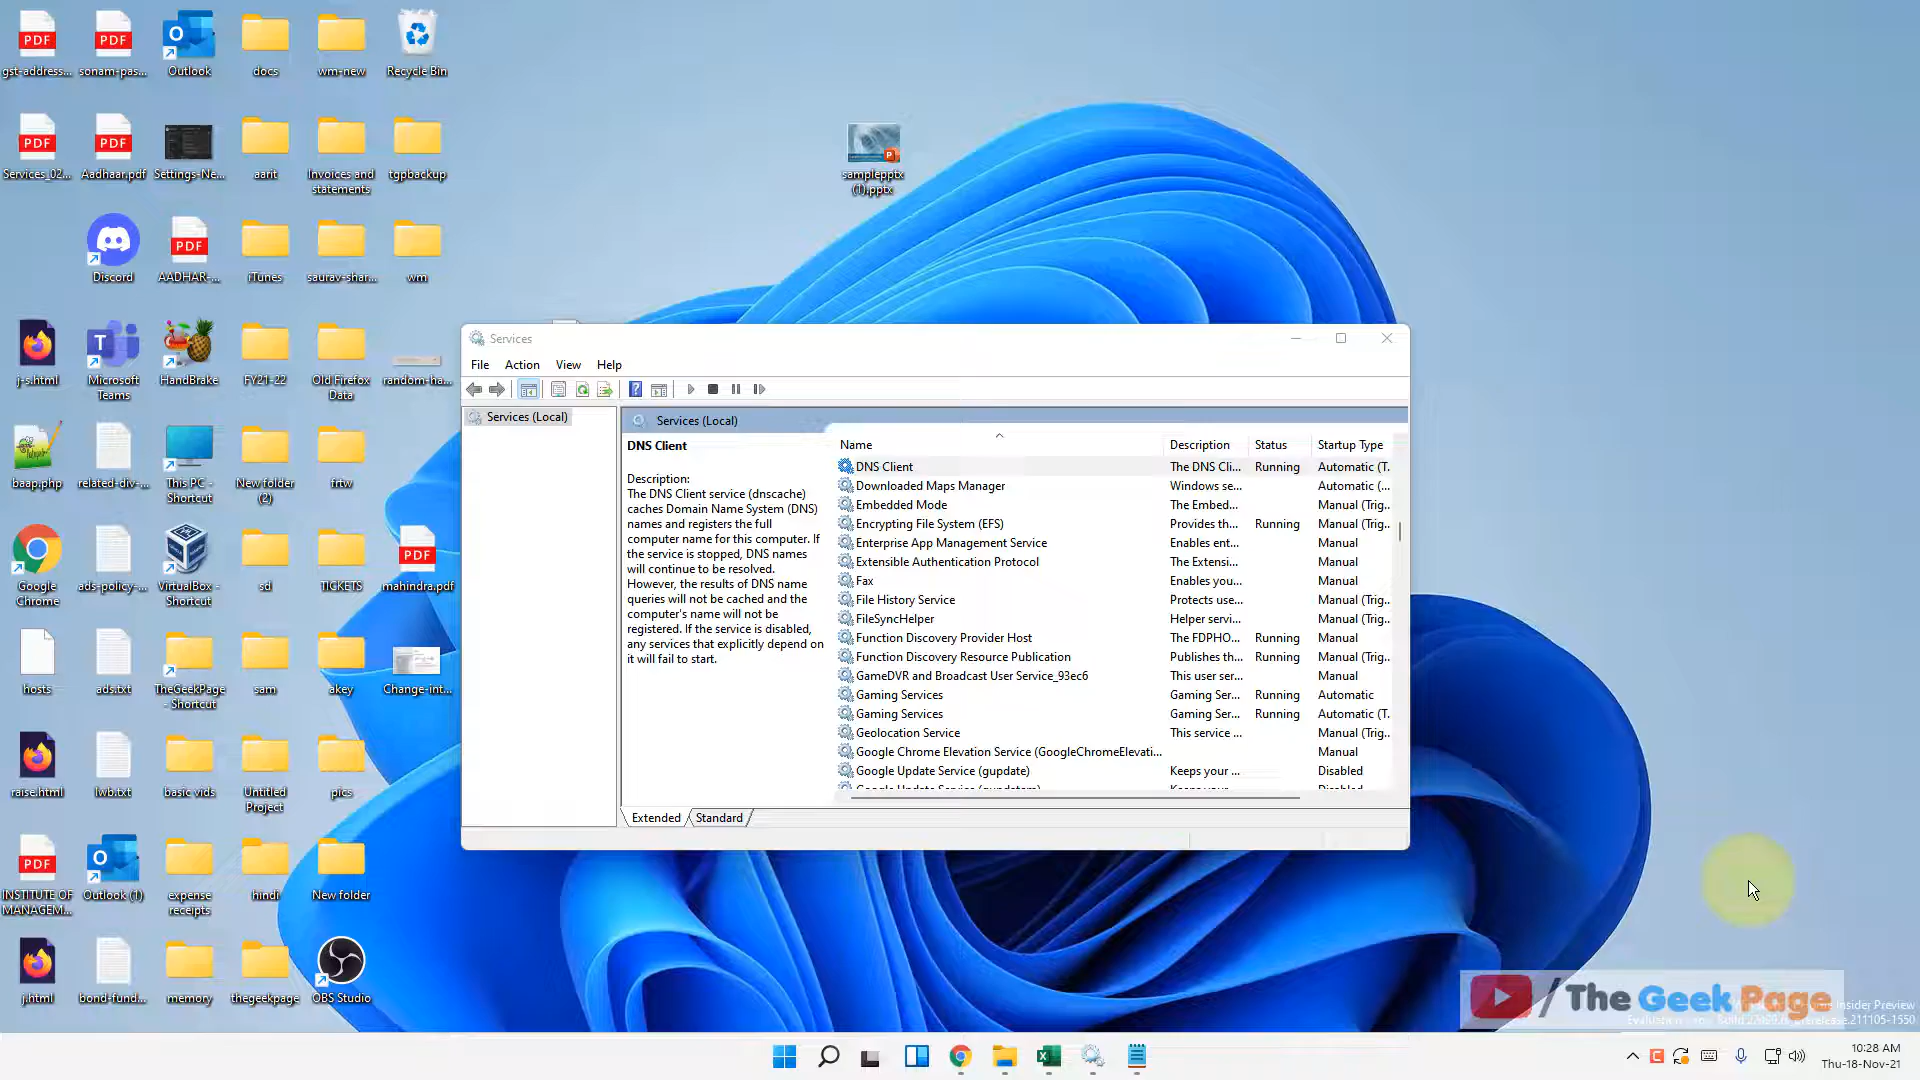 PDF
PDF
gst-address...
sonam-pas...
Outlook
docs
wm-new
Recycle Bin
PDF
PDF
Services_02...
Aadhaar.pdf
Settings-Ne...
aarit
Invoices and
statements
tgpbackup
samplepptx
(1).pptx
PDF
Discord
AADHAR-...
iTunes
saurav-shar...
wm
j-s.html
Microsoft
Teams
HandBrake
FY21-22
Old Firefox
Data
random-ha...
baap.php
related-div-...
This PC -
Shortcut
New folder
(2)
frtw
Google
Chrome
ads-policy-...
VirtualBox -
Shortcut
sd
TICKETS
PDF
mahindra.pdf
hosts
ads.txt
TheGeekPage
- Shortcut
sam
akey
Change-int...
raise.html
lwb.txt
basic vids
Untitled
Project
pics
PDF
INSTITUTE OF
MANAGEM...
Outlook (1)
expense
receipts
hindi
New folder
j.html
bond-fund...
memory
thegeekpage
OBS Studio
Services
File Action View Help
Services (Local)
Services (Local)
DNS Client
Description:
The DNS Client service (dnscache)
caches Domain Name System (DNS)
names and registers the full
computer name for this computer. If
the service is stopped, DNS names
will continue to be resolved.
However, the results of DNS name
queries will not be cached and the
computer's name will not be
registered. If the service is disabled,
any services that explicitly depend on
it will fail to start.
Name Description Status Startup Type
DNS Client The DNS Cli... Running Automatic (T.
Downloaded Maps Manager Windows se... Automatic (...
Embedded Mode The Embed... Manual (Trig..
Encrypting File System (EFS) Provides th... Running Manual (Trig..
Enterprise App Management Service Enables ent... Manual
Extensible Authentication Protocol The Extensi... Manual
Fax Enables you... Manual
File History Service Protects use... Manual (Trig..
FileSyncHelper Helper servi... Manual
Function Discovery Provider Host The FDPHO... Running Manual
Function Discovery Resource Publication Publishes th... Running Manual (Trig..
GameDVR and Broadcast User Service_93ec6 This user ser... Manual
Gaming Services Gaming Ser... Running Automatic
Gaming Services Gaming Ser... Running Automatic (T.
Geolocation Service This service ... Manual (Trig..
Google Chrome Elevation Service (GoogleChromeElevati... Manual
Google Update Service (gupdate) Keeps your ... Disabled
Extended Standard
/ The Geek Page
Insider Preview
211105-1550
10:28 AM
Thu-18-Nov-21